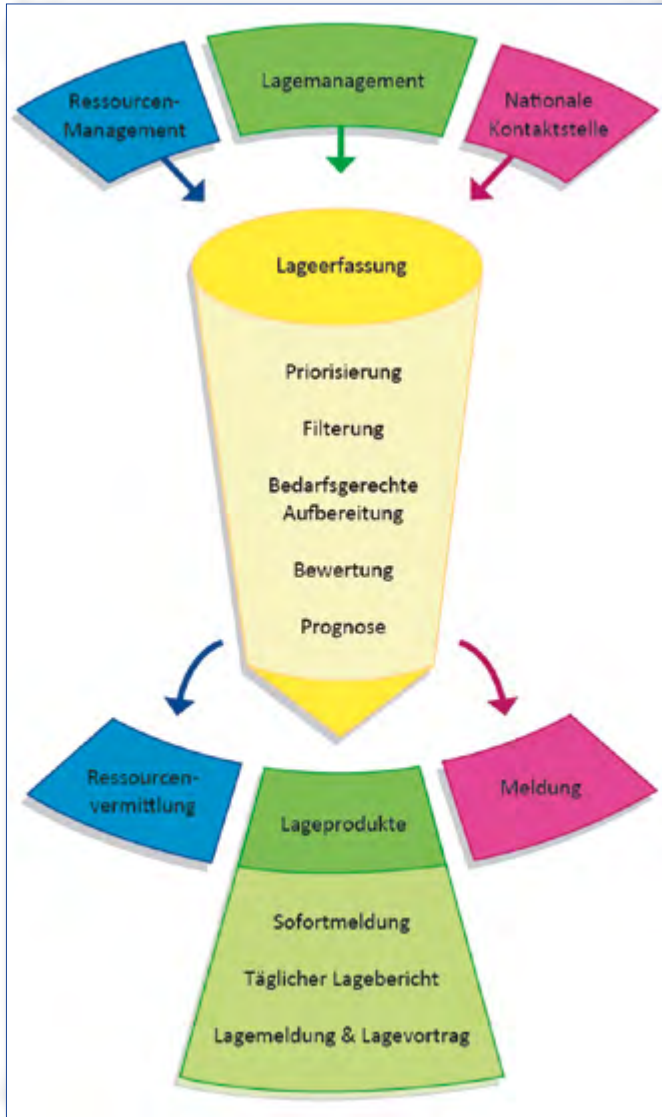 Ressourcen-
Management
Lagemanagement
Nationale
Kontaktstelle
Lageerfassung
Priorisierung
Filterung
Bedarfsgerechte
Aufbereitung
Bewertung
Prognose
Ressourcen-
vermittlung
Lageprodukte
Meldung
Sofortmeldung
Täglicher Lagebericht
Lagemeldung & Lagevortrag